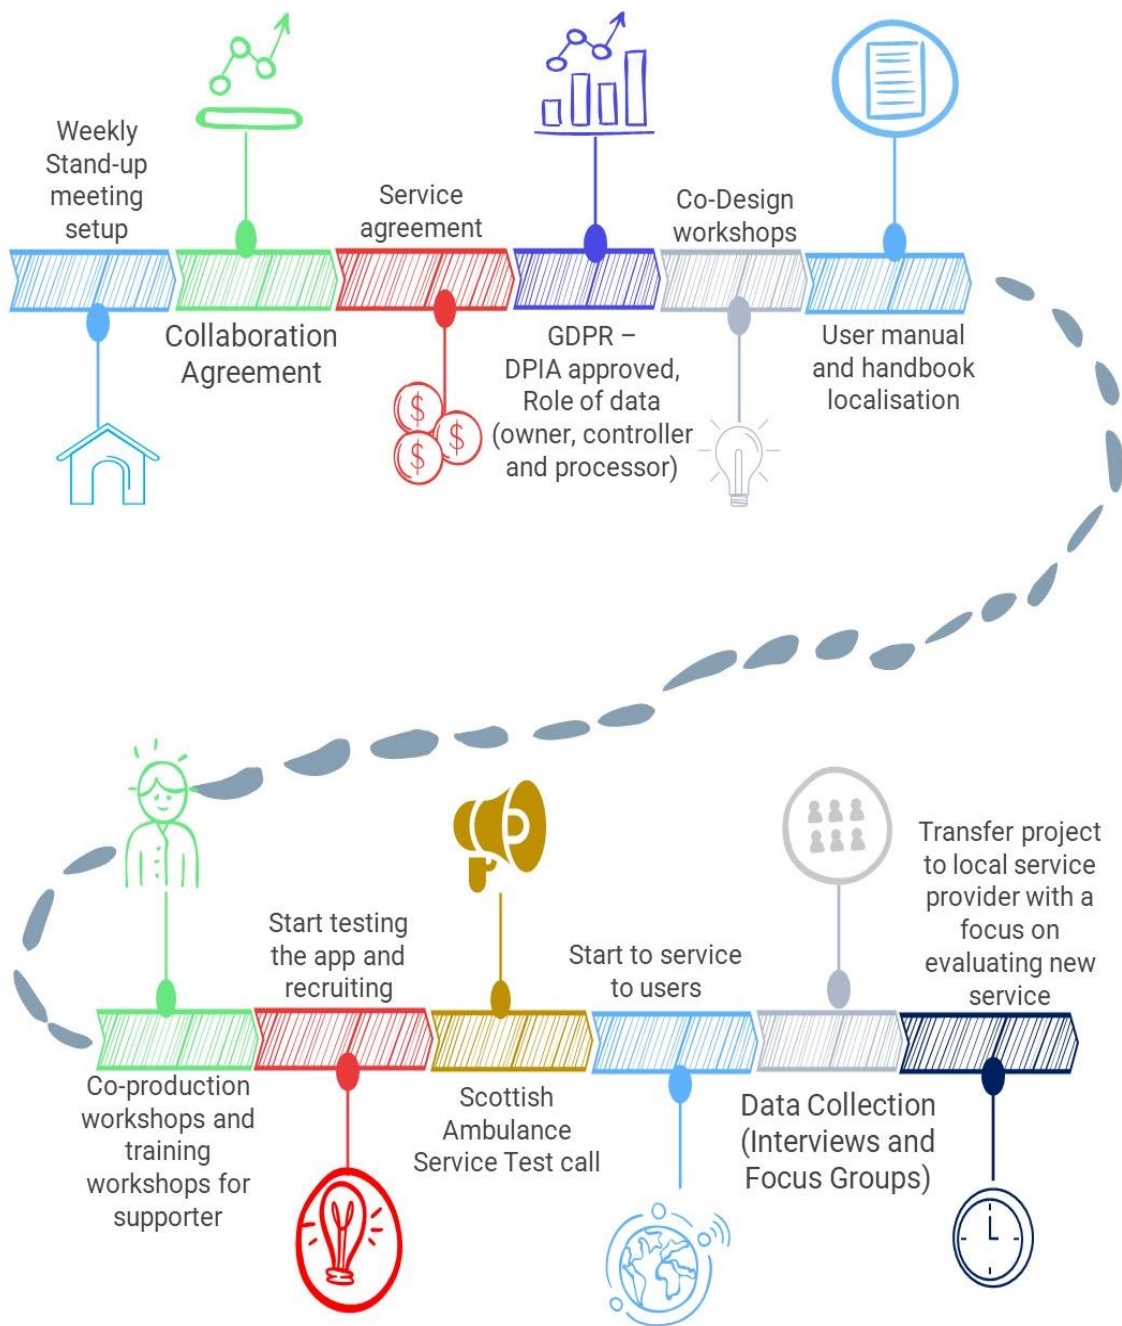 Weekly
Stand-up
meeting
setup
Collaboration
Agreement
Service
agreement
$
$
$
GDPR –
DPIA approved,
Role of data
(owner, controller
and processor)
Co-Design
workshops
User manual
and handbook
localisation
Co-production
workshops and
training
workshops for
supporter
Start testing
the app and
recruiting
Scottish
Ambulance
Service Test call
Start to service
to users
Data Collection
(Interviews and
Focus Groups)
Transfer project
to local service
provider with a
focus on
evaluating new
service